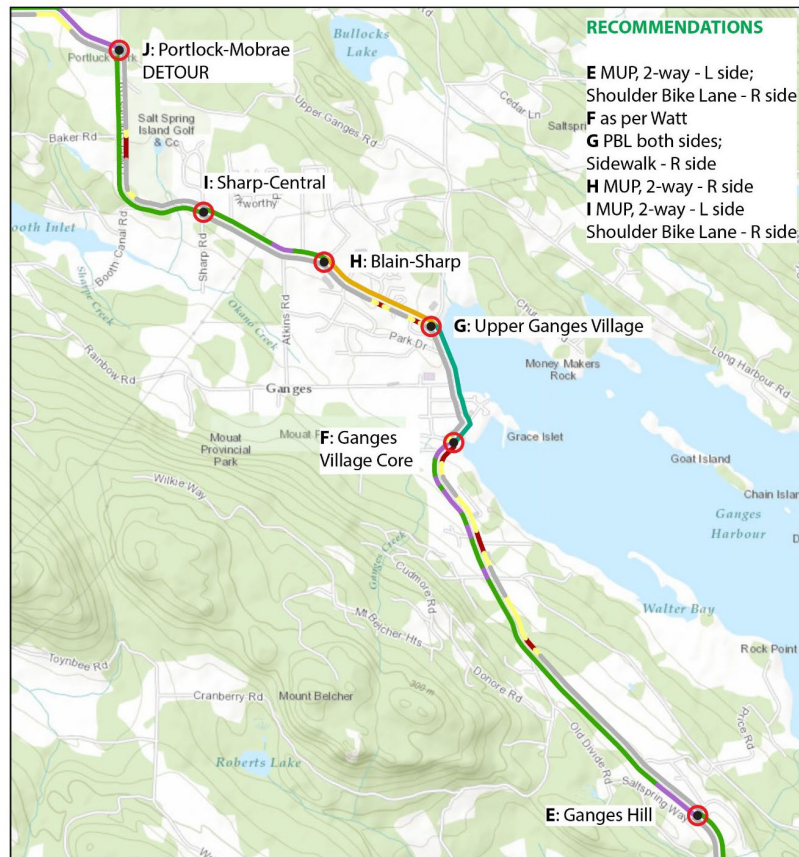 RECOMMENDATIONS
E MUP, 2-way - L side;
Shoulder Bike Lane - R side
F as per Watt
G PBL both sides;
Sidewalk - R side
H MUP, 2-way - R side
I MUP, 2-way - L side
Shoulder Bike Lane - R side
J: Portlock-Mobrae
DETOUR
Bullocks
Lake
Salt Spring
Island Golf
& Cc
Upper Ganges Rd
Cedar Ln
Baker Rd
I: Sharp-Central
Booth Canal Rd
Sharp Rd
Sharpe Creek
H: Blain-Sharp
Okano Creek
Atkins Rd
G: Upper Ganges Village
Park Dr
Long Harbour Rd
Rainbow Rd
Money Makers
Rock
Ganges
F: Ganges
Village Core
Grace Islet
Mouat
Provincial
Park
Goat Island
Wilkie Way
Ganges
Harbour
Ganges Creek
Cudmore Rd
Walter Bay
Mt Belcher Hts
Rock Point
Toynbee Rd
Donore Rd
Cranberry Rd
Mount Belcher
300 m
Old Divide Rd
Price Rd
Roberts Lake
Saltspring Way
E: Ganges Hill